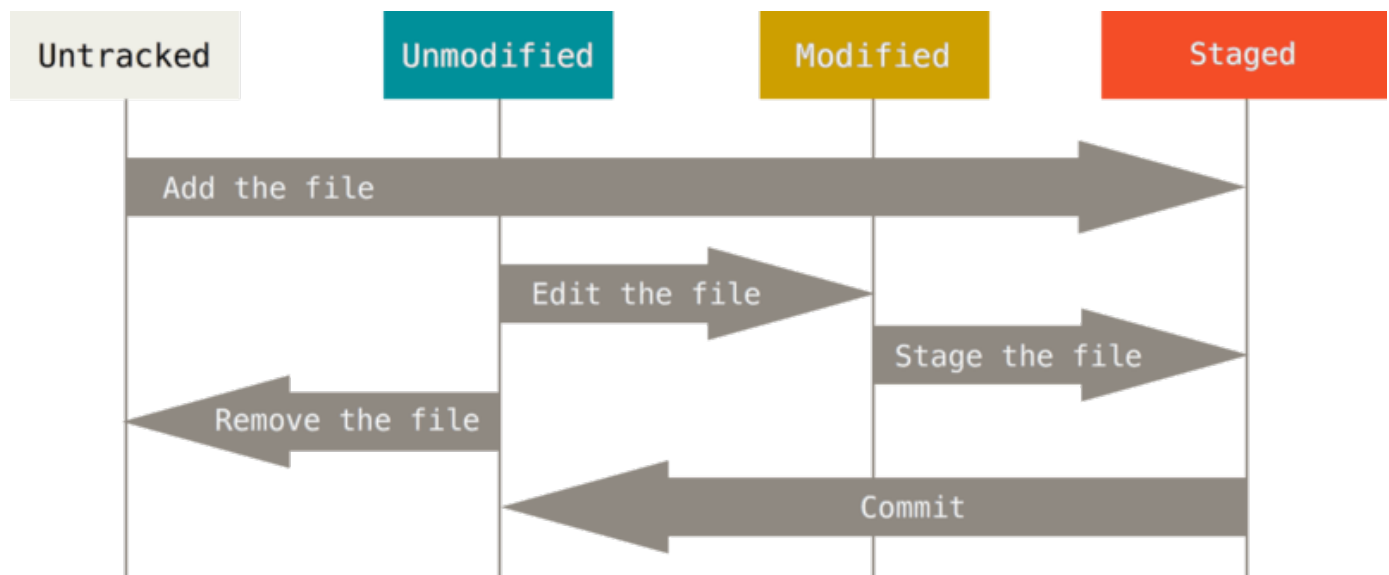 Untracked
Unmodified
Modified
Staged
Add the file
Edit the file
Stage the file
Remove the file
Commit